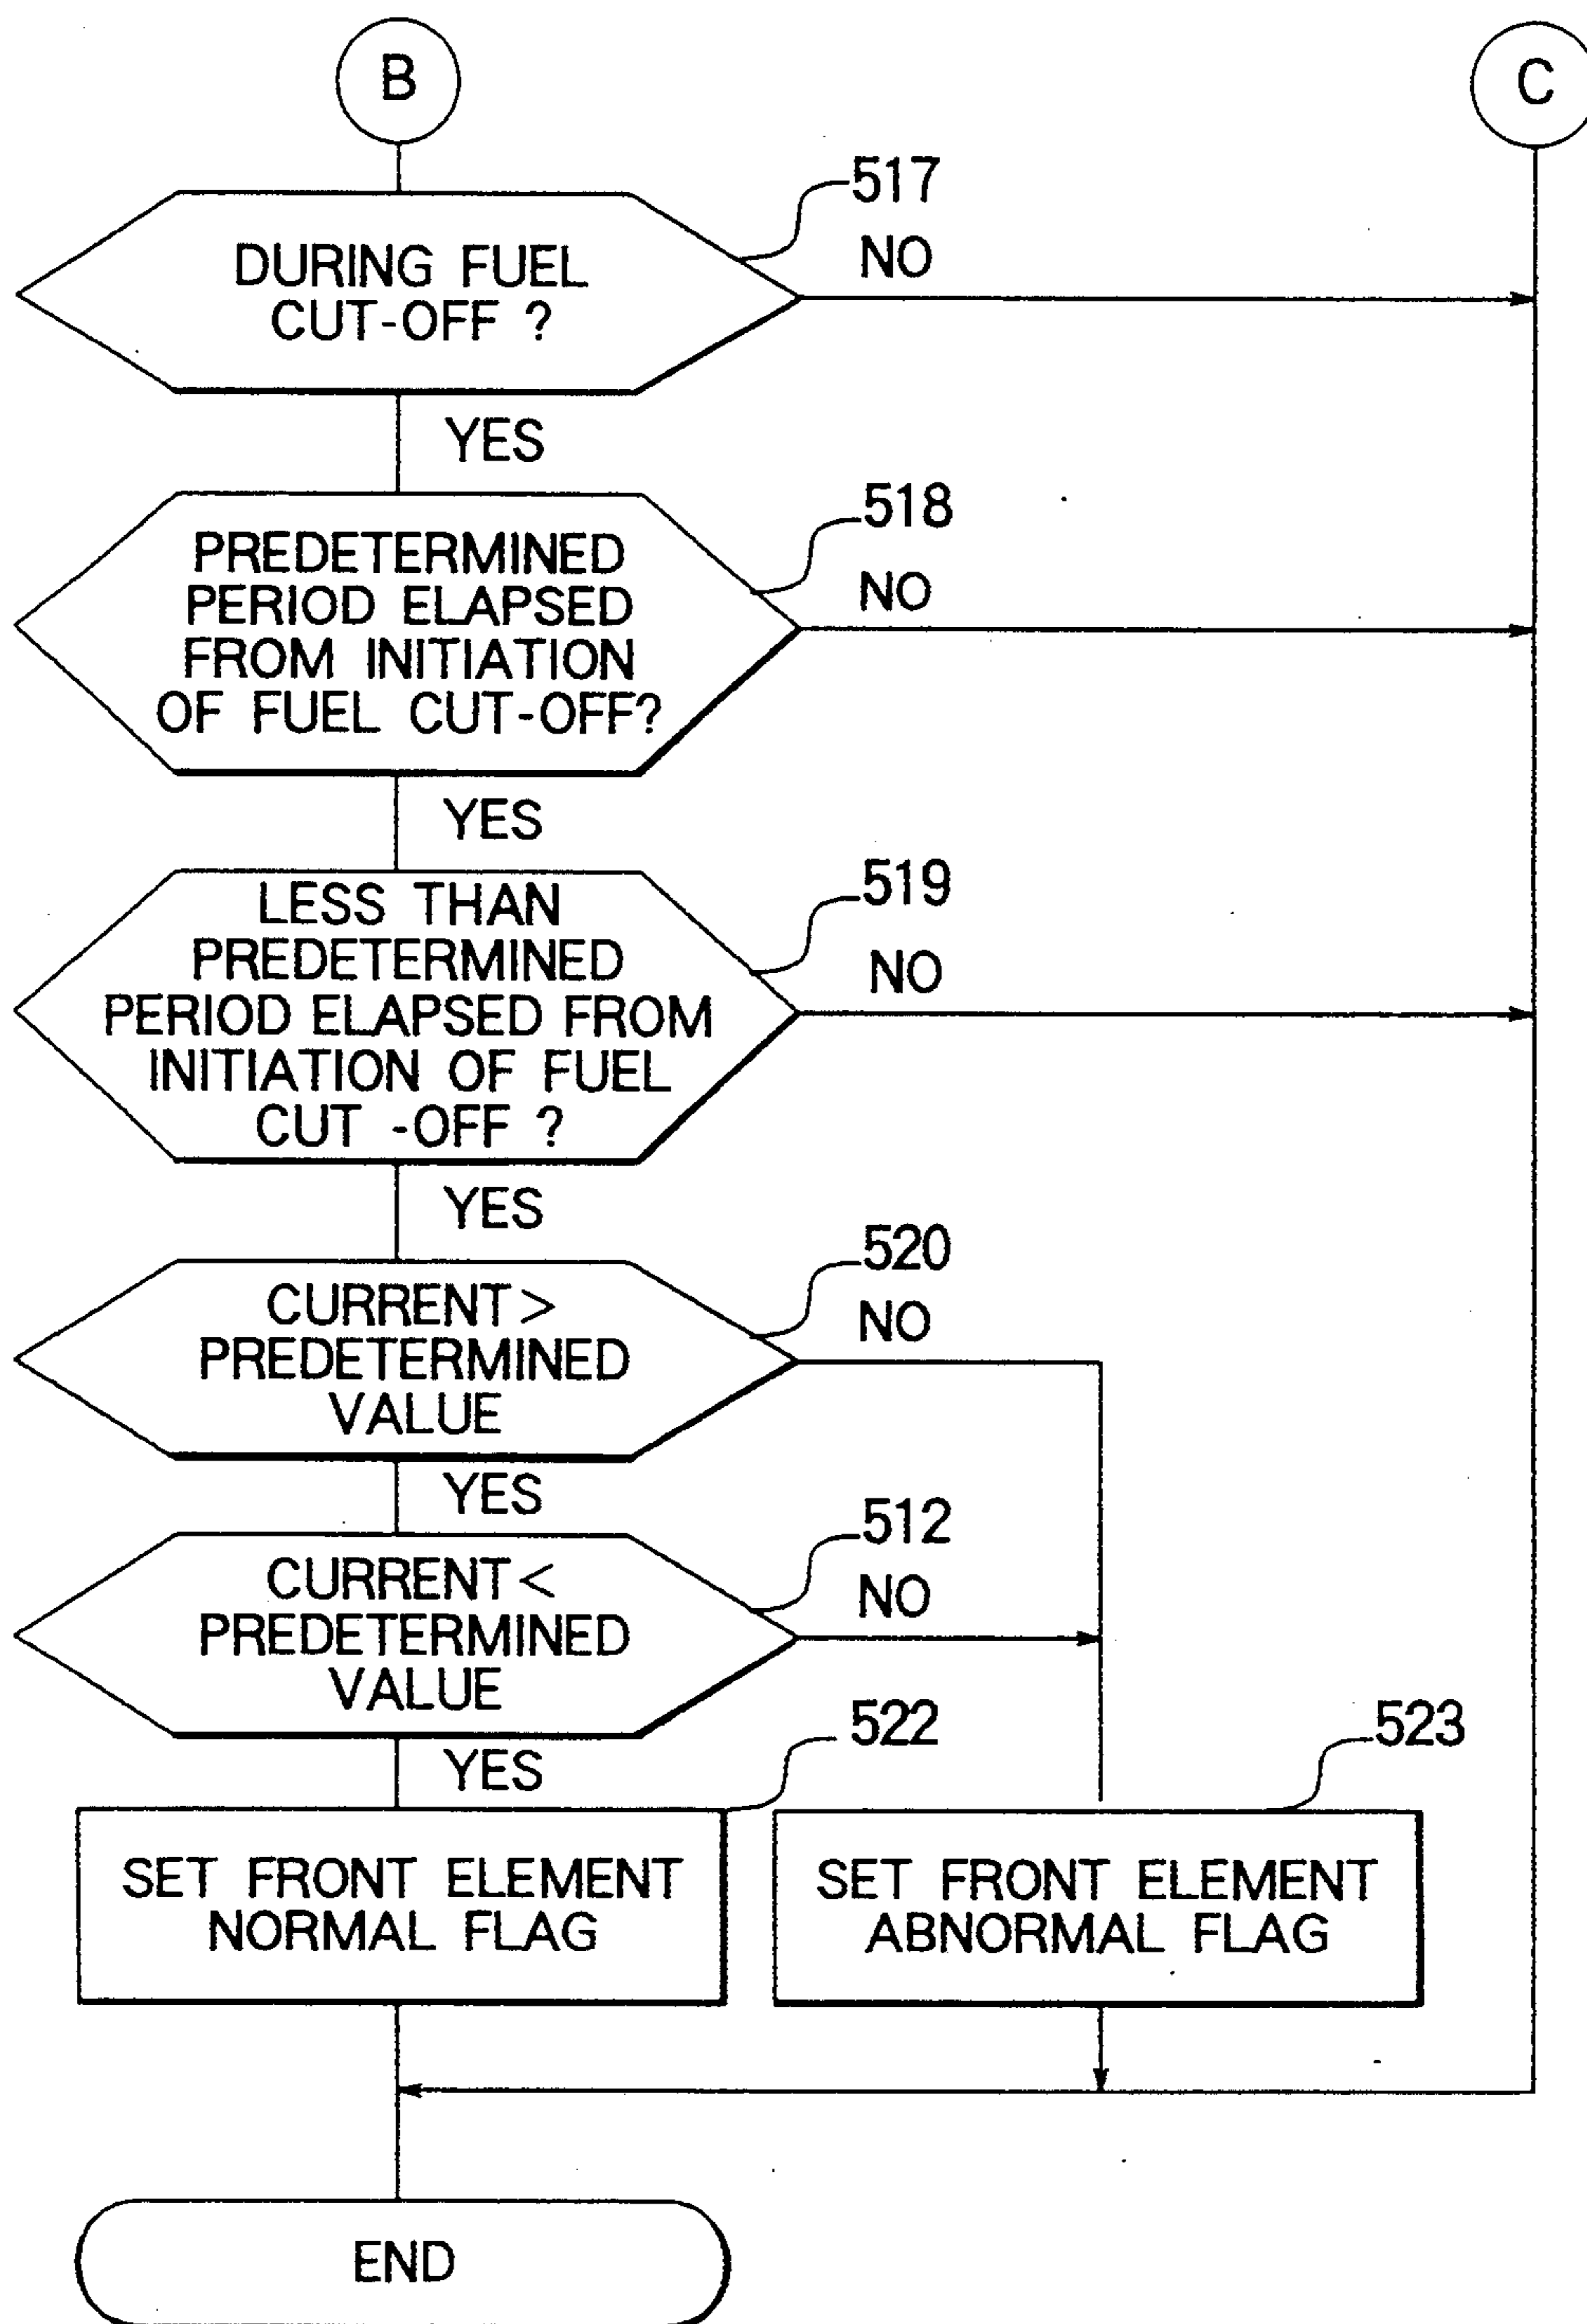 B
C
517
NO
DURING FUEL
CUT-OFF ?
YES
518
NO
PREDETERMINED
PERIOD ELAPSED
FROM INITIATION
OF FUEL CUT-OFF?
YES
519
NO
LESS THAN
PREDETERMINED
PERIOD ELAPSED FROM
INITIATION OF FUEL
CUT -OFF ?
YES
520
NO
CURRENT >
PREDETERMINED
VALUE
YES
512
NO
CURRENT <
PREDETERMINED
VALUE
YES
522
523
SET FRONT ELEMENT
NORMAL FLAG
SET FRONT ELEMENT
ABNORMAL FLAG
END